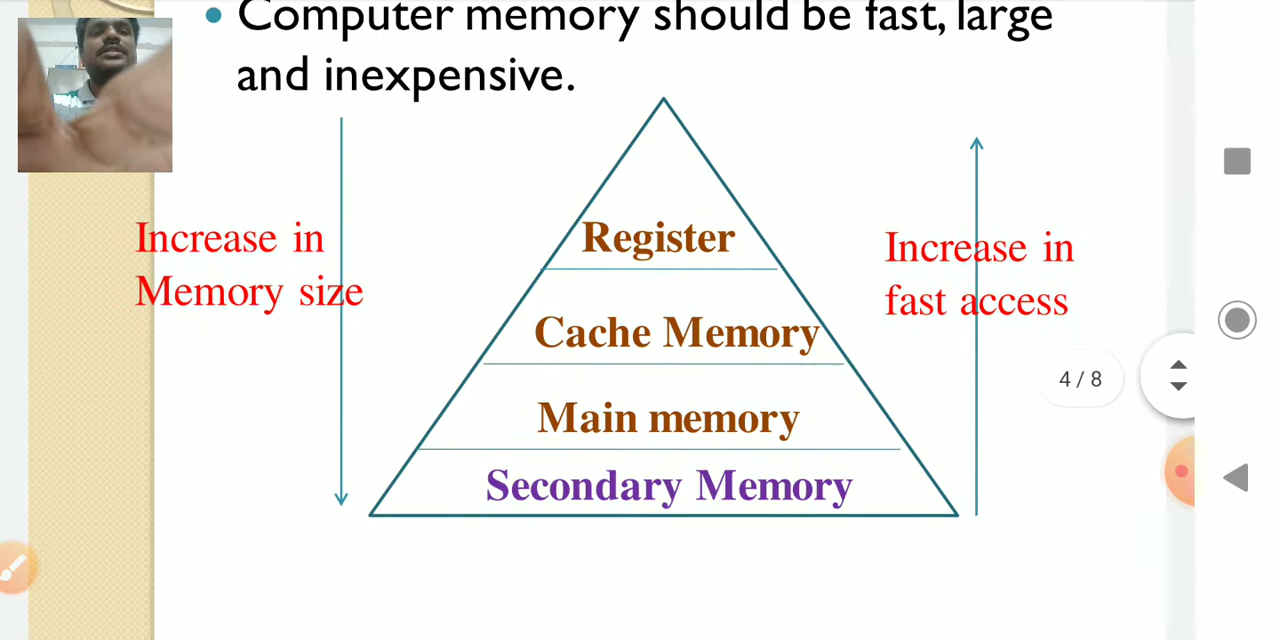 • Computer memory should be fast, large
and inexpensive.
Increase in
Memory size
Register
Cache Memory
Main memory
Secondary Memory
Increase in
fast access
4 / 8